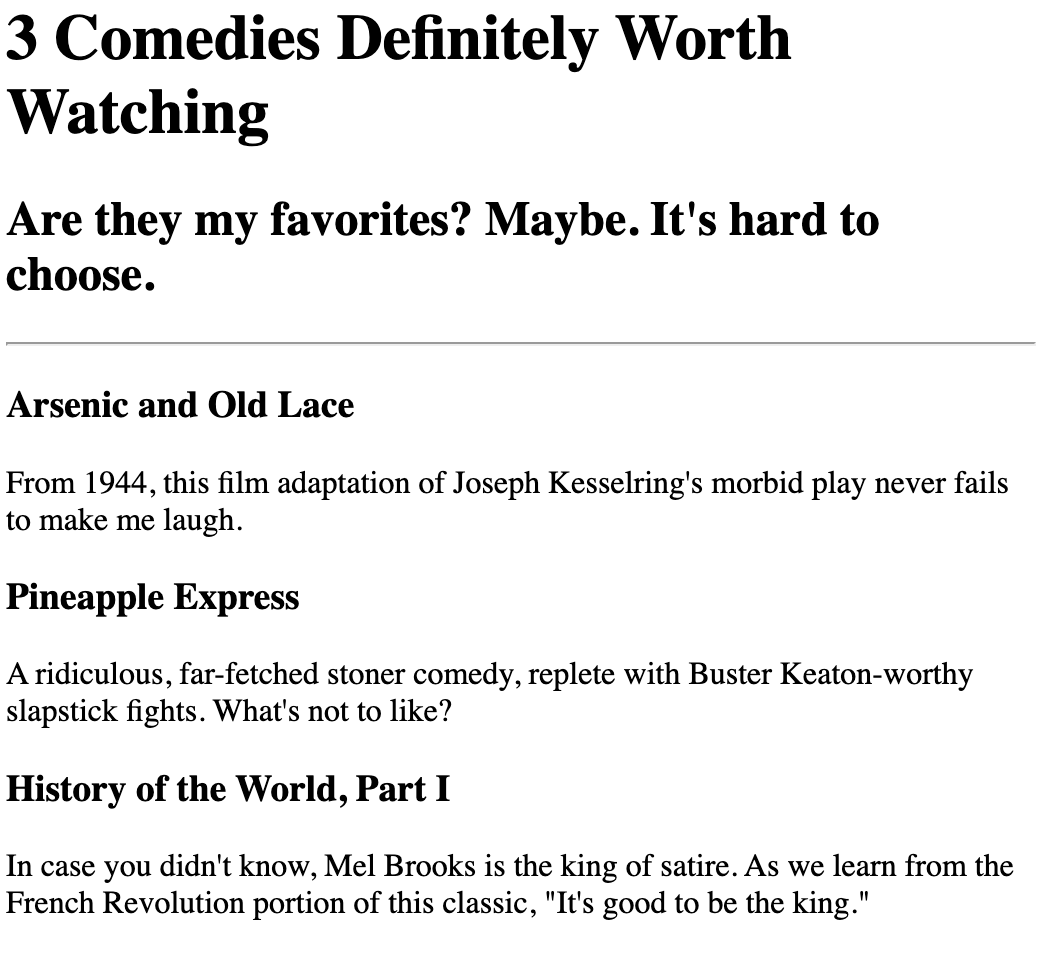 3 Comedies Definitely Worth
Watching
Are they my favorites? Maybe. It's hard to
choose.
Arsenic and Old Lace
From 1944, this film adaptation of Joseph Kesselring's morbid play never fails
to make me laugh.
Pineapple Express
A ridiculous, far-fetched stoner comedy, replete with Buster Keaton-worthy
slapstick fights. What's not to like?
History of the World, Part I
In case you didn't know, Mel Brooks is the king of satire. As we learn from the
French Revolution portion of this classic, "It's good to be the king."